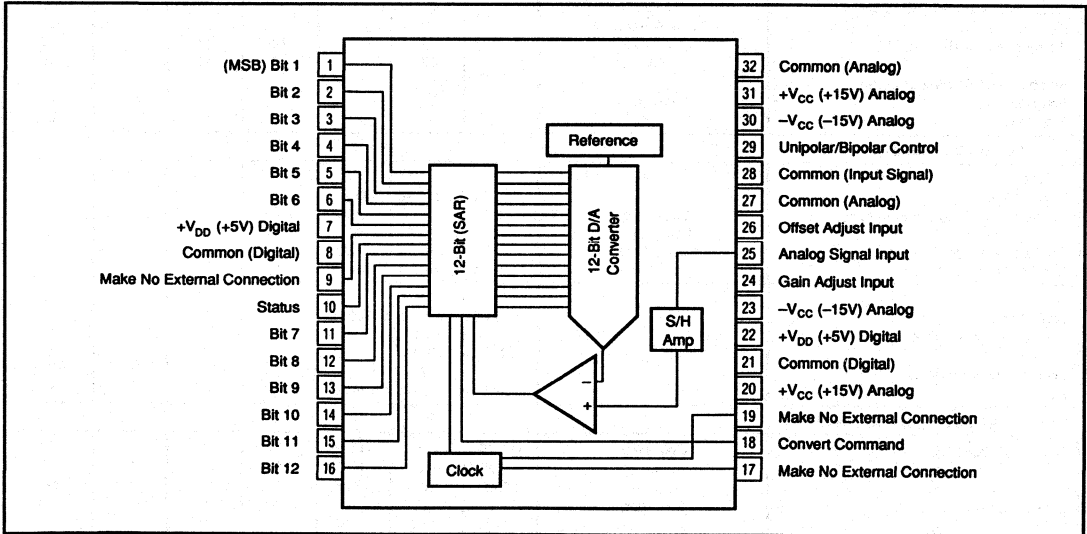 (MSB) Bit 1 1
Bit 2 2
Bit 3 3
Bit 4 4
Bit 5 5
Bit 6 6
+VDD (+5V) Digital 7
Common (Digital) 8
Make No External Connection 9
Status 10
Bit 7 11
Bit 8 12
Bit 9 13
Bit 10 14
Bit 11 15
Bit 12 16
12-Bit (SAR)
Reference
12-Bit D/A
Converter
S/H
Amp
–
+
Clock
32 Common (Analog)
31 +VCC (+15V) Analog
30 –VCC (–15V) Analog
29 Unipolar/Bipolar Control
28 Common (Input Signal)
27 Common (Analog)
26 Offset Adjust Input
25 Analog Signal Input
24 Gain Adjust Input
23 –VCC (–15V) Analog
22 +VDD (+5V) Digital
21 Common (Digital)
20 +VCC (+15V) Analog
19 Make No External Connection
18 Convert Command
17 Make No External Connection